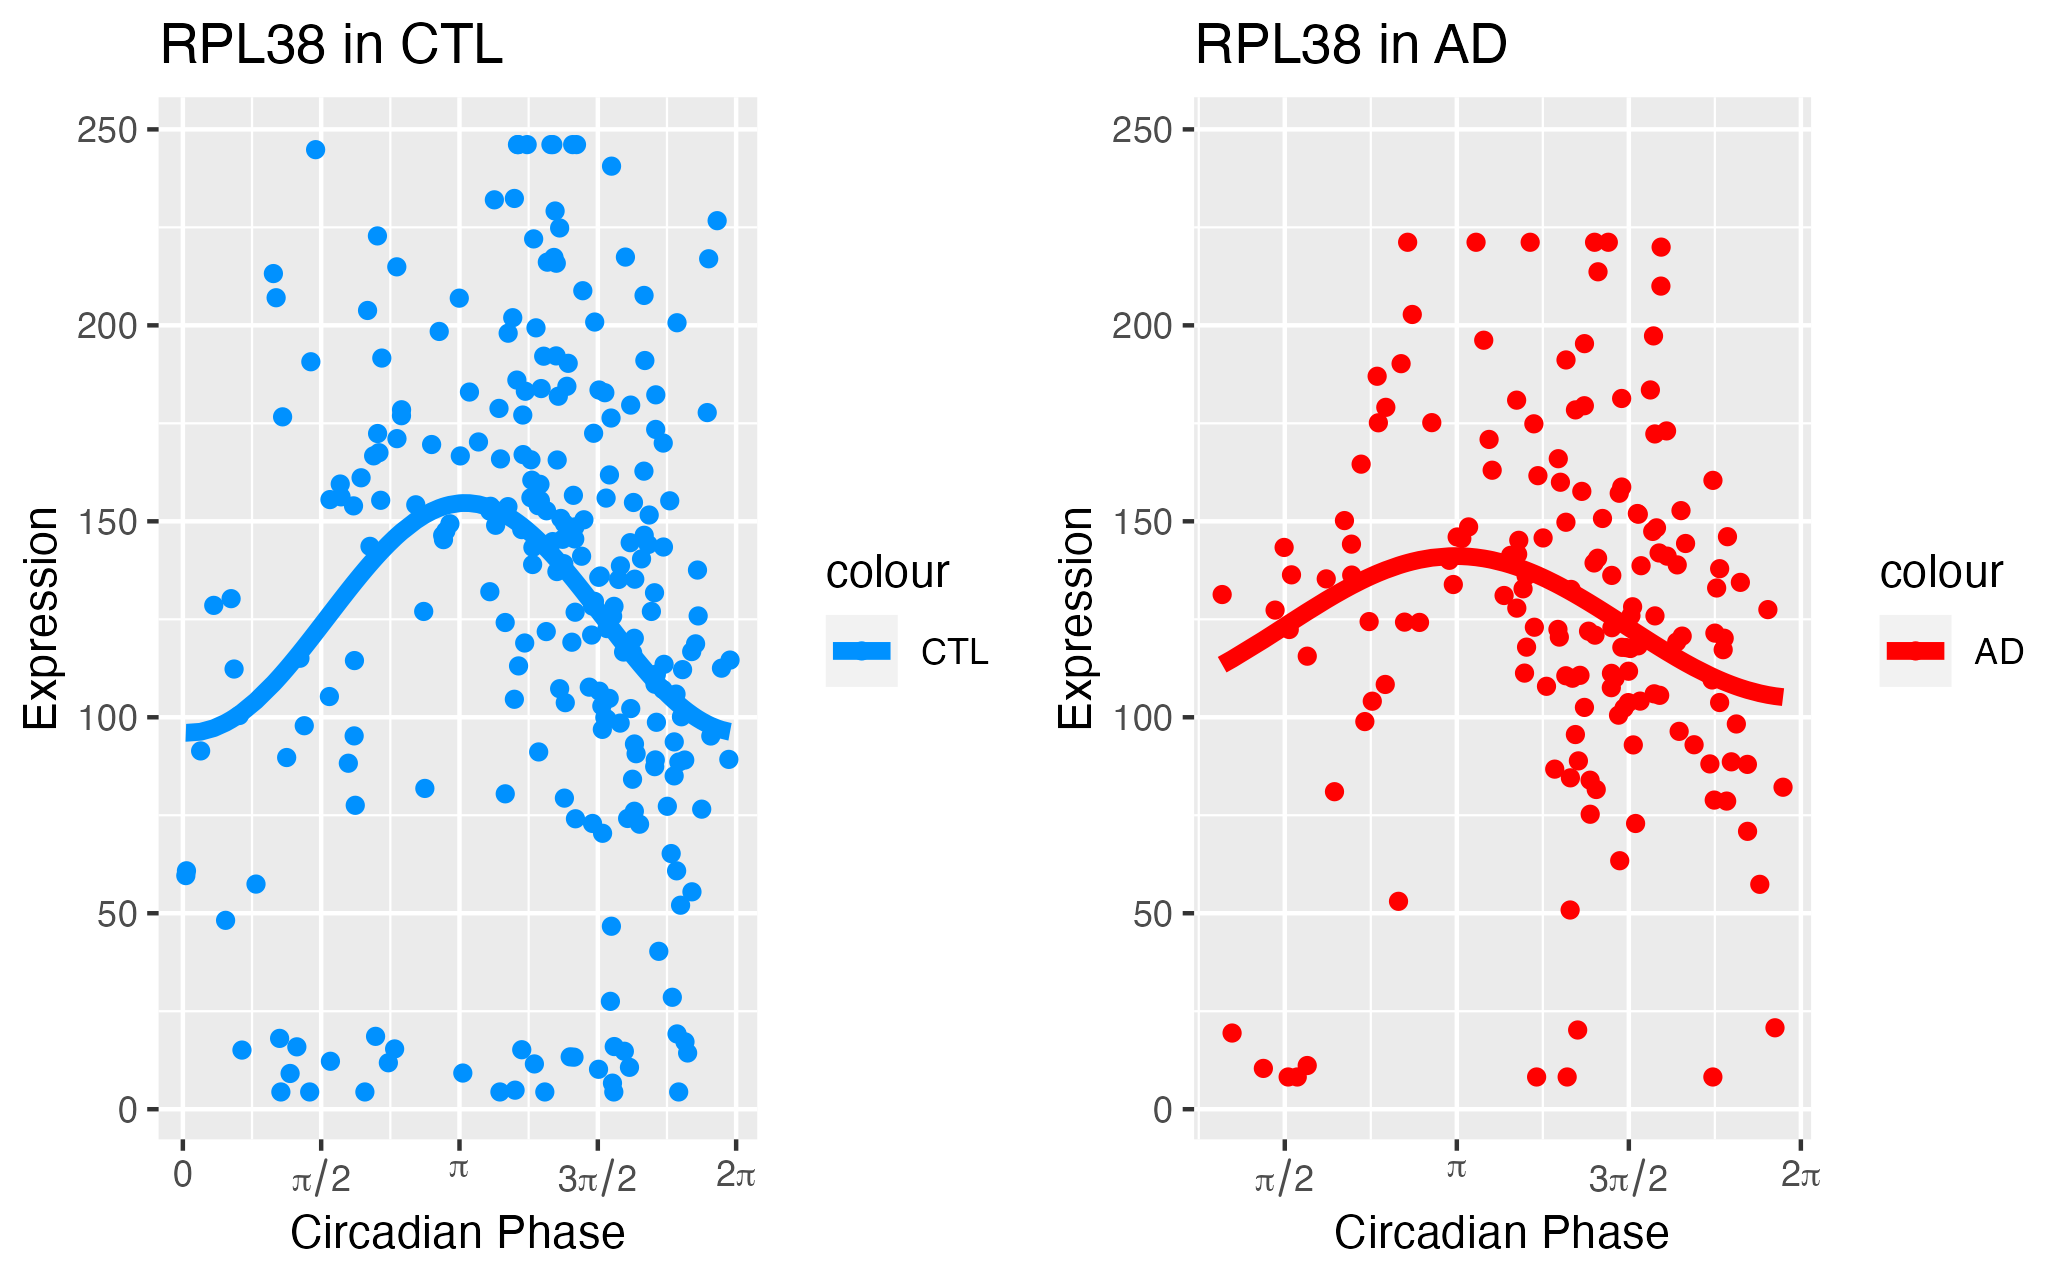 RPL38 in CTL
Expression
250
200
150
100
50
0
0 π/2 π 3π/2 2π
Circadian Phase
colour
CTL
RPL38 in AD
Expression
250
200
150
100
50
0
π/2 π 3π/2 2π
Circadian Phase
colour
AD